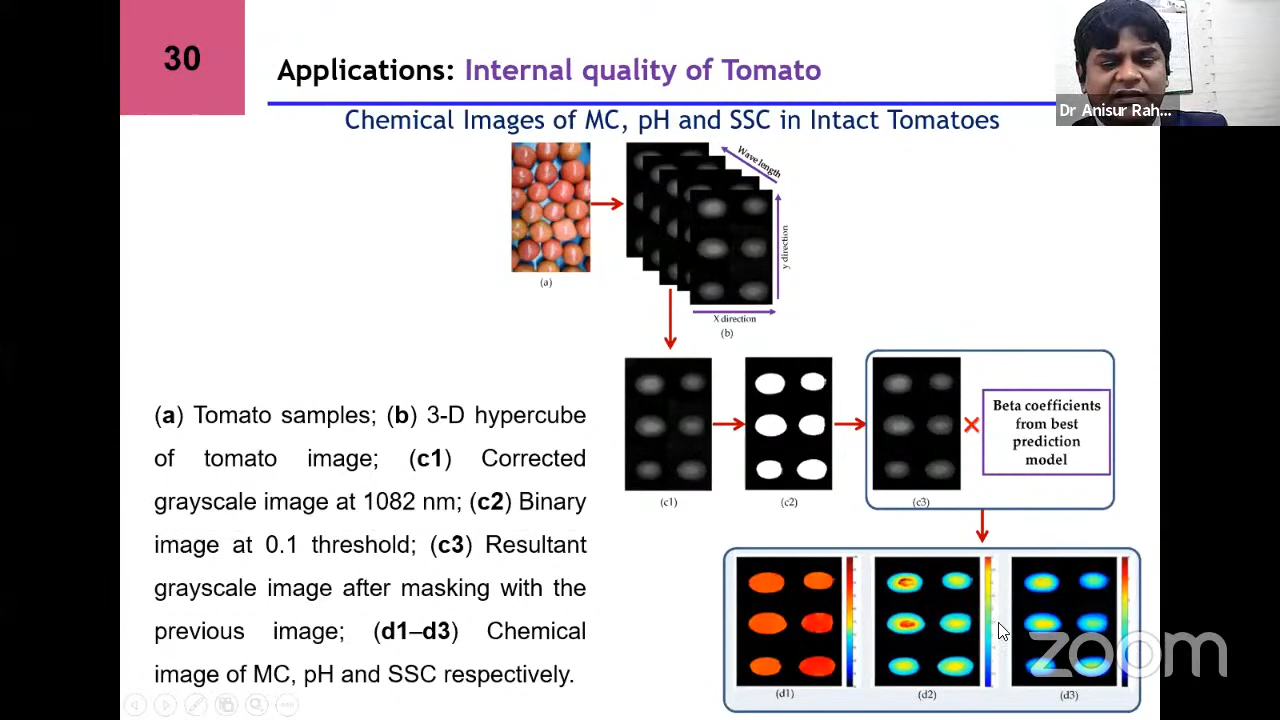 30
Applications: Internal quality of Tomato
Dr Anisur Rah...
Chemical Images of MC, pH and SSC in Intact Tomatoes
Wave length
y direction
X direction
(a)
(b)
(a) Tomato samples; (b) 3-D hypercube
of tomato image; (c1) Corrected
grayscale image at 1082 nm; (c2) Binary
image at 0.1 threshold; (c3) Resultant
grayscale image after masking with the
previous image; (d1–d3) Chemical
image of MC, pH and SSC respectively.
Beta coefficients
from best
prediction
model
(c1)
(c2)
(c3)
(d1)
(d2)
(d3)
zoom